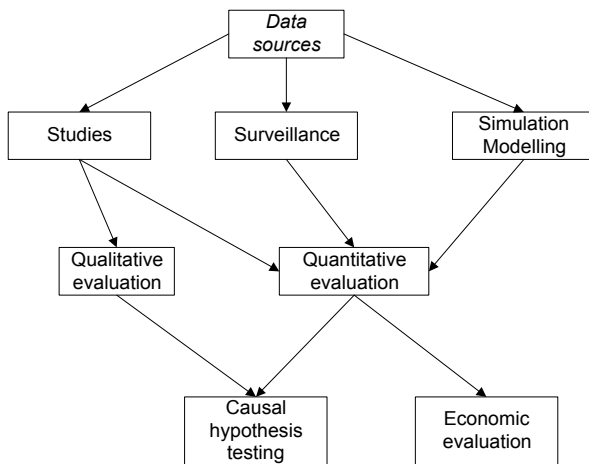 Data
sources
Studies
Surveillance
Simulation
Modelling
Qualitative
evaluation
Quantitative
evaluation
Causal
hypothesis
testing
Economic
evaluation